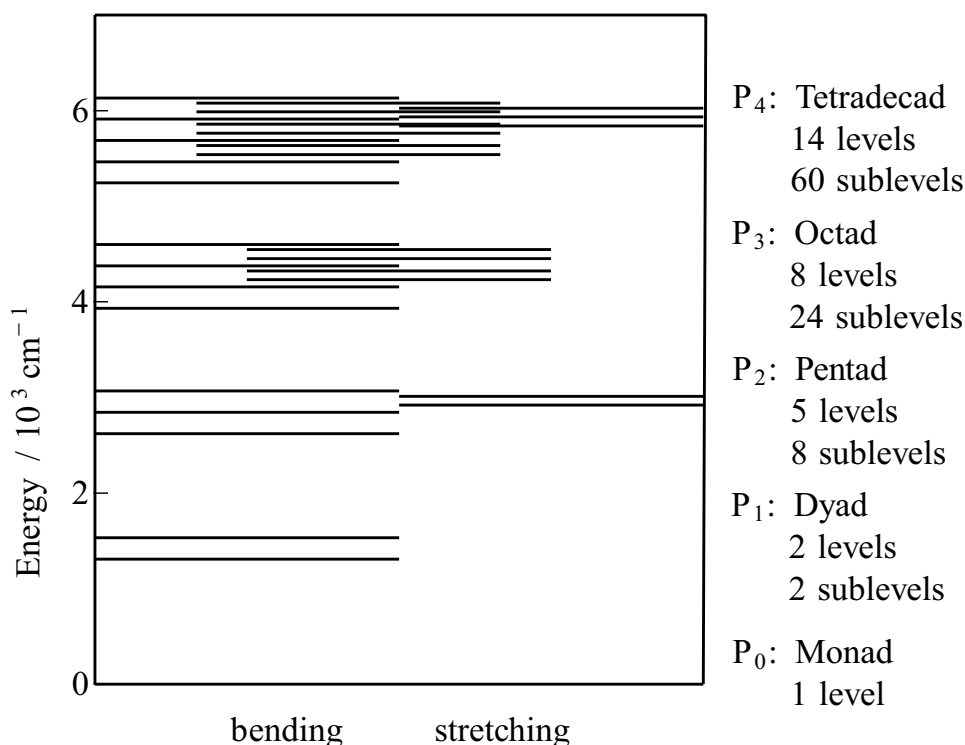 6
4
2
0
Energy / 10³ cm⁻¹
bending stretching
P₄: Tetradecad
14 levels
60 sublevels
P₃: Octad
8 levels
24 sublevels
P₂: Pentad
5 levels
8 sublevels
P₁: Dyad
2 levels
2 sublevels
P₀: Monad
1 level